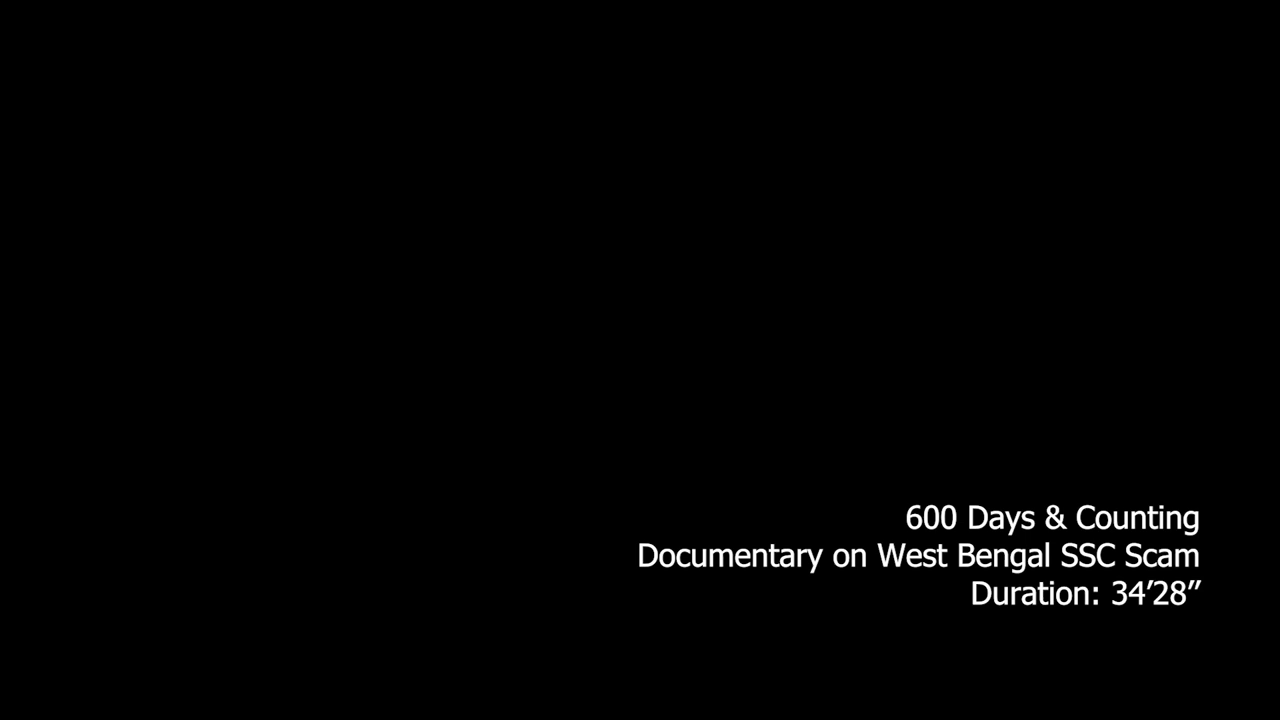 600 Days & Counting
Documentary on West Bengal SSC Scam
Duration: 34’28”